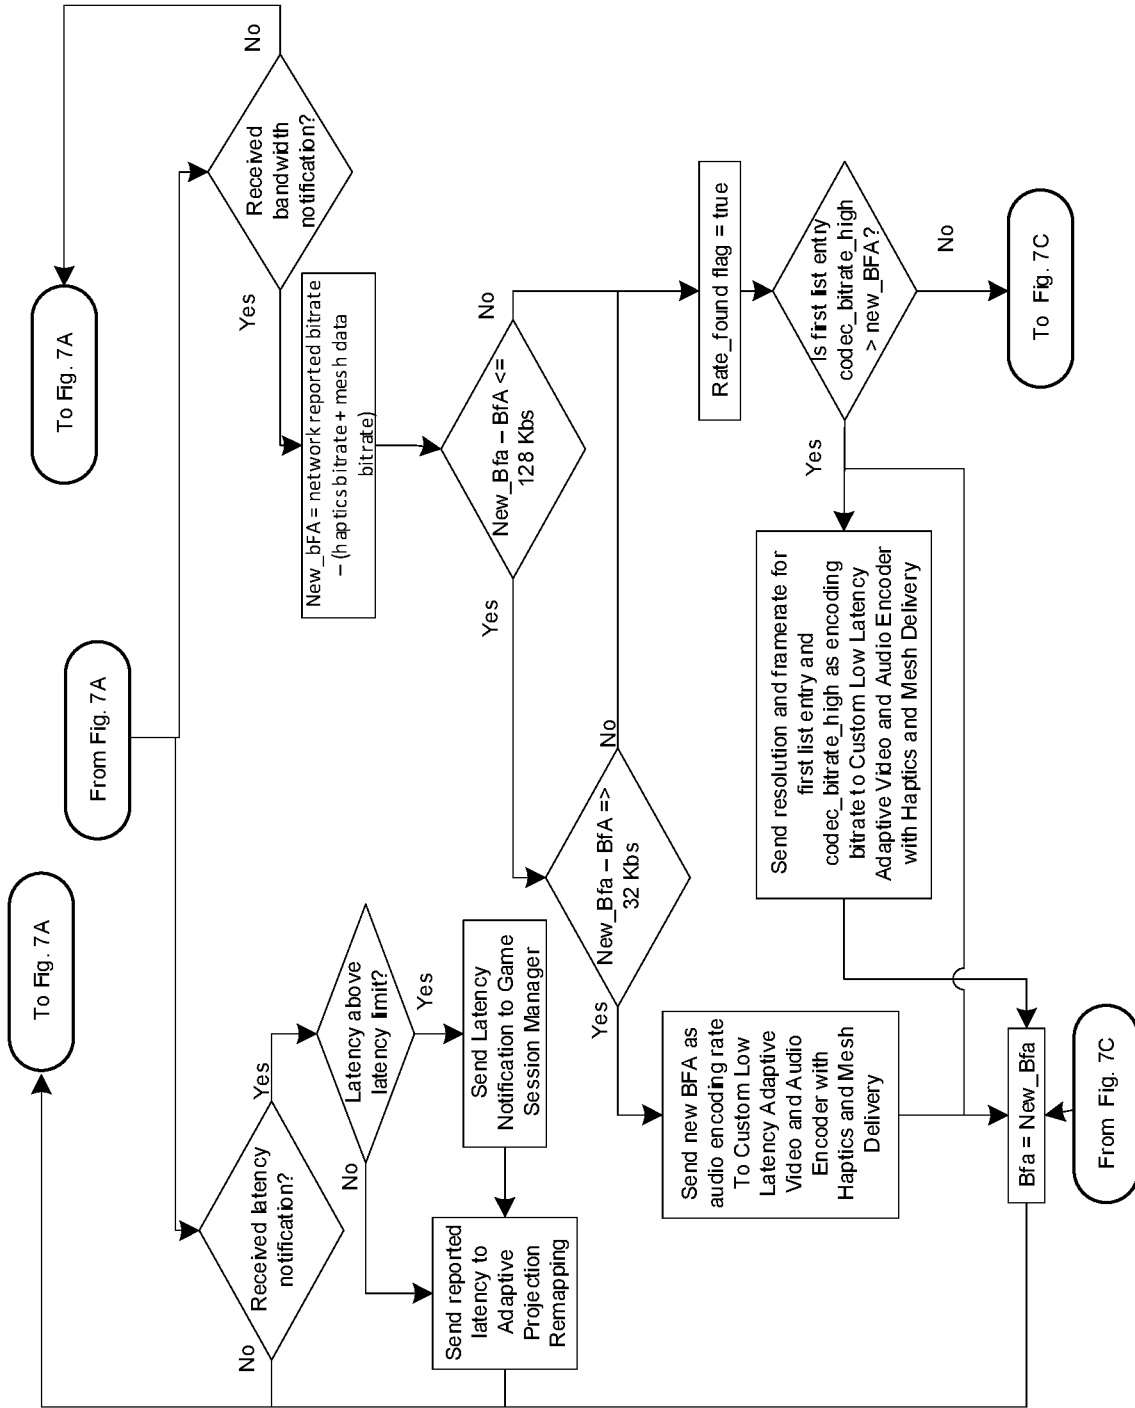 To Fig. 7A
From Fig. 7A
To Fig. 7A
Received latency
notification?
No
Yes
Latency above
latency limit?
No
Yes
Send Latency
Notification to Game
Session Manager
Send reported
latency to
Adaptive
Projection
Remapping
Received
bandwidth
notification?
No
Yes
New_bFA = network reported bitrate
– (haptics bitrate + mesh data
bitrate)
New_Bfa – BfA <=
128 Kbs
No
Yes
New_Bfa – BfA =>
32 Kbs
No
Yes
Send new BFA as
audio encoding rate
To Custom Low
Latency Adaptive
Video and Audio
Encoder with
Haptics and Mesh
Delivery
Rate_found flag = true
Is first list entry
codec_bitrate_high
> new_BFA?
No
Yes
Send resolution and framerate for
first list entry and
codec_bitrate_high as encoding
bitrate to Custom Low Latency
Adaptive Video and Audio Encoder
with Haptics and Mesh Delivery
Bfa = New_Bfa
From Fig. 7C
To Fig. 7C